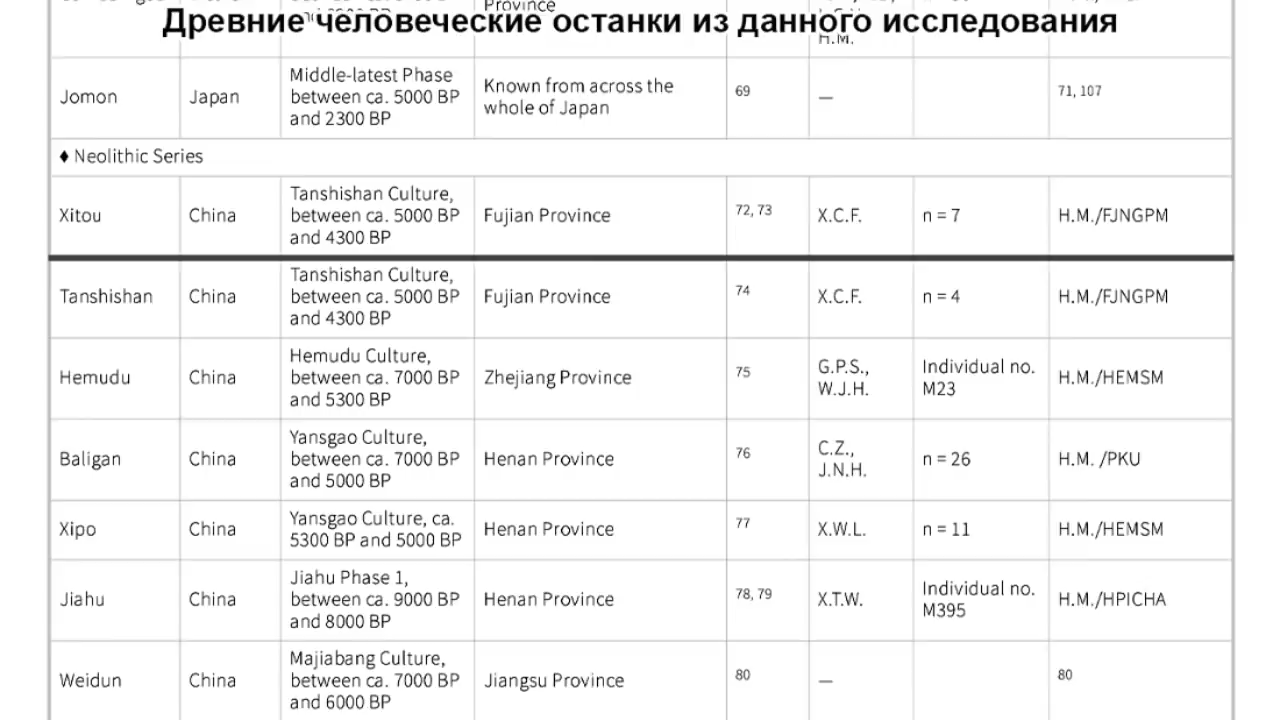 Province
Древние человеческие останки из данного исследования
H.M.
Jomon Japan Middle-latest Phase between ca. 5000 BP and 2300 BP Known from across the whole of Japan 69 — 71, 107
♦ Neolithic Series
Xitou China Tanshishan Culture, between ca. 5000 BP and 4300 BP Fujian Province 72, 73 X.C.F. n = 7 H.M./FJNGPM
Tanshishan China Tanshishan Culture, between ca. 5000 BP and 4300 BP Fujian Province 74 X.C.F. n = 4 H.M./FJNGPM
Hemudu China Hemudu Culture, between ca. 7000 BP and 5300 BP Zhejiang Province 75 G.P.S., W.J.H. Individual no. M23 H.M./HEMSM
Baligan China Yansgao Culture, between ca. 7000 BP and 5000 BP Henan Province 76 C.Z., J.N.H. n = 26 H.M. /PKU
Xipo China Yansgao Culture, ca. 5300 BP and 5000 BP Henan Province 77 X.W.L. n = 11 H.M./HEMSM
Jiahu China Jiahu Phase 1, between ca. 9000 BP and 8000 BP Henan Province 78, 79 X.T.W. Individual no. M395 H.M./HPICHA
Weidun China Majiabang Culture, between ca. 7000 BP and 6000 BP Jiangsu Province 80 — 80